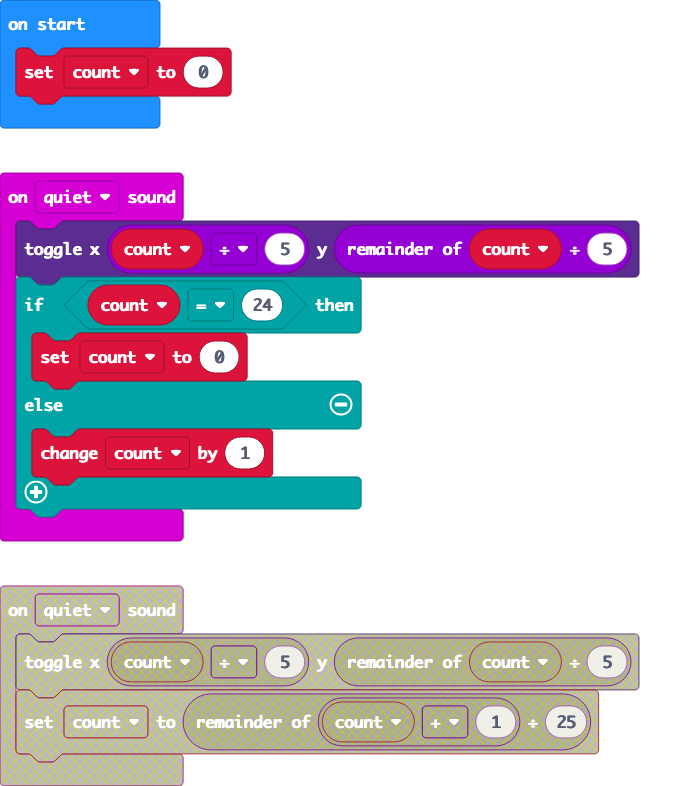 on start
set count to 0
on quiet sound
toggle x count ÷ 5 y remainder of count ÷ 5
if count = 24 then
set count to 0
else
change count by 1
on quiet sound
toggle x count ÷ 5 y remainder of count ÷ 5
set count to remainder of count + 1 ÷ 25